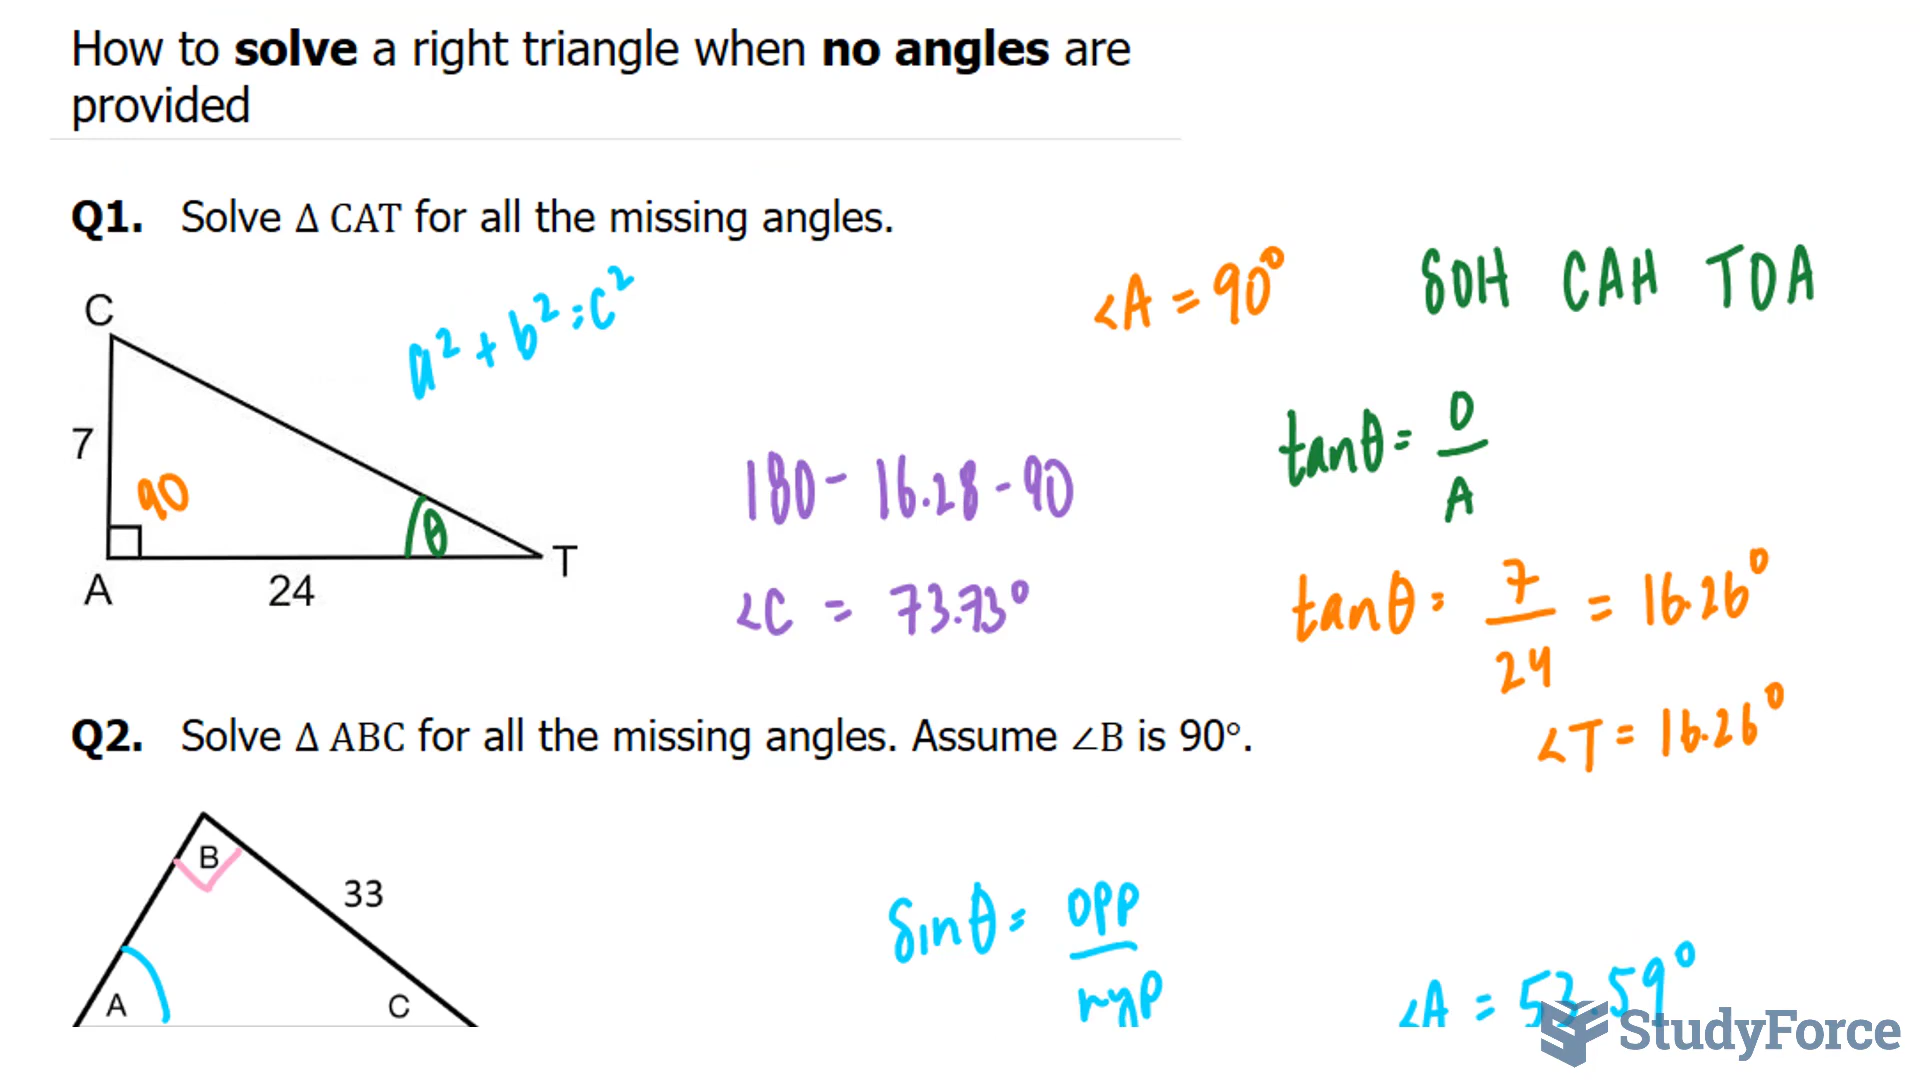 How to solve a right triangle when no angles are
provided
Q1. Solve Δ CAT for all the missing angles.
C
7
90
A
24
θ
T
a² + b² = c²
180 - 16.28 - 90
∠C = 73.73°
∠A = 90°
SOH CAH TOA
tanθ = O/A
tanθ = 7/24 = 16.26°
∠T = 16.26°
Q2. Solve Δ ABC for all the missing angles. Assume ∠B is 90°.
B
33
A
C
sinθ = opp/hyp
∠A = 53.59°
StudyForce